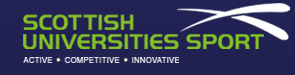 SCOTTISH
UNIVERSITIES SPORT
ACTIVE • COMPETITIVE • INNOVATIVE